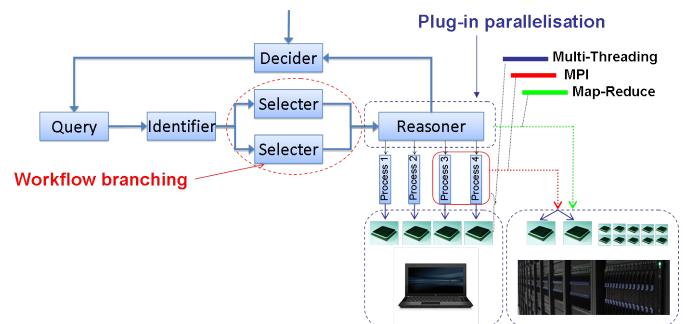 Plug-in parallelisation
Multi-Threading
MPI
Map-Reduce
Decider
Selecter
Query
Identifier
Reasoner
Selecter
Workflow branching
Process 1
Process 2
Process 3
Process 4